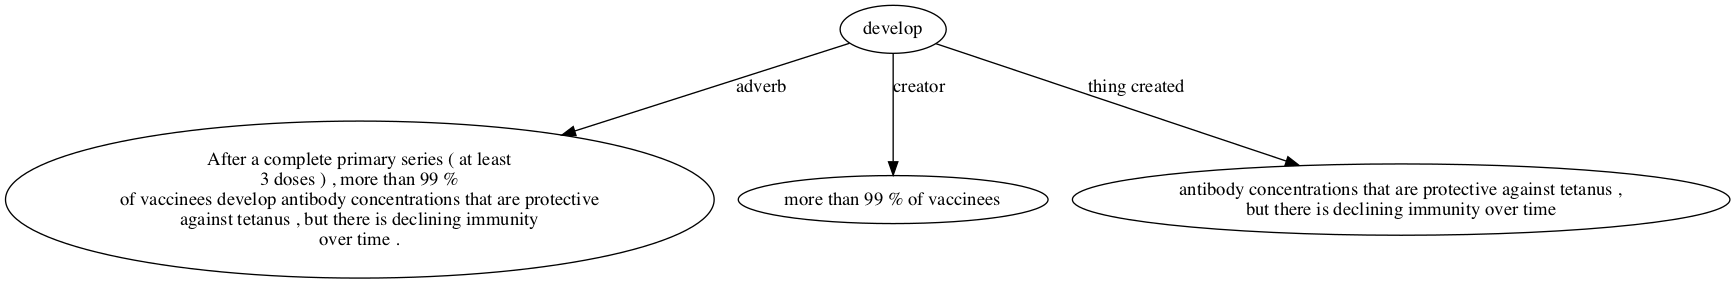 develop
adverb
creator
thing created
After a complete primary series ( at least
3 doses ) , more than 99 %
of vaccinees develop antibody concentrations that are protective
against tetanus , but there is declining immunity
over time .
more than 99 % of vaccinees
antibody concentrations that are protective against tetanus ,
but there is declining immunity over time